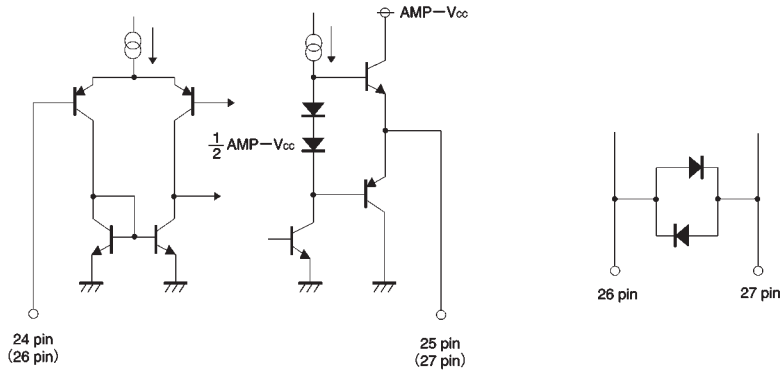 AMP−Vcc
1/2 AMP−Vcc
24 pin
(26 pin)
25 pin
(27 pin)
26 pin
27 pin